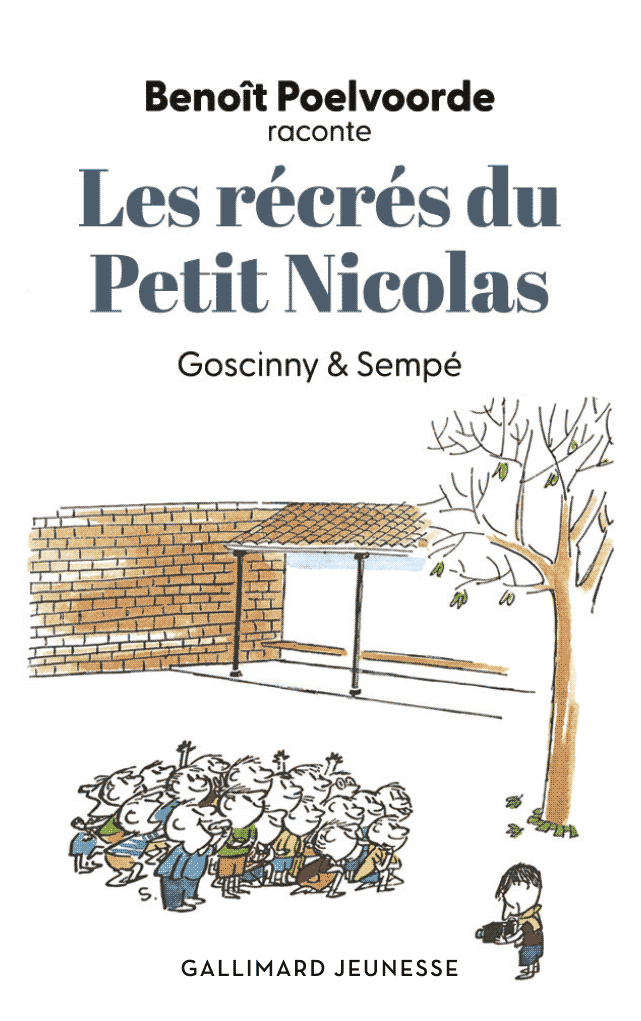 Benoît Poelvoorde
raconte
Les récrés du
Petit Nicolas
Goscinny & Sempé
S.
GALLIMARD JEUNESSE